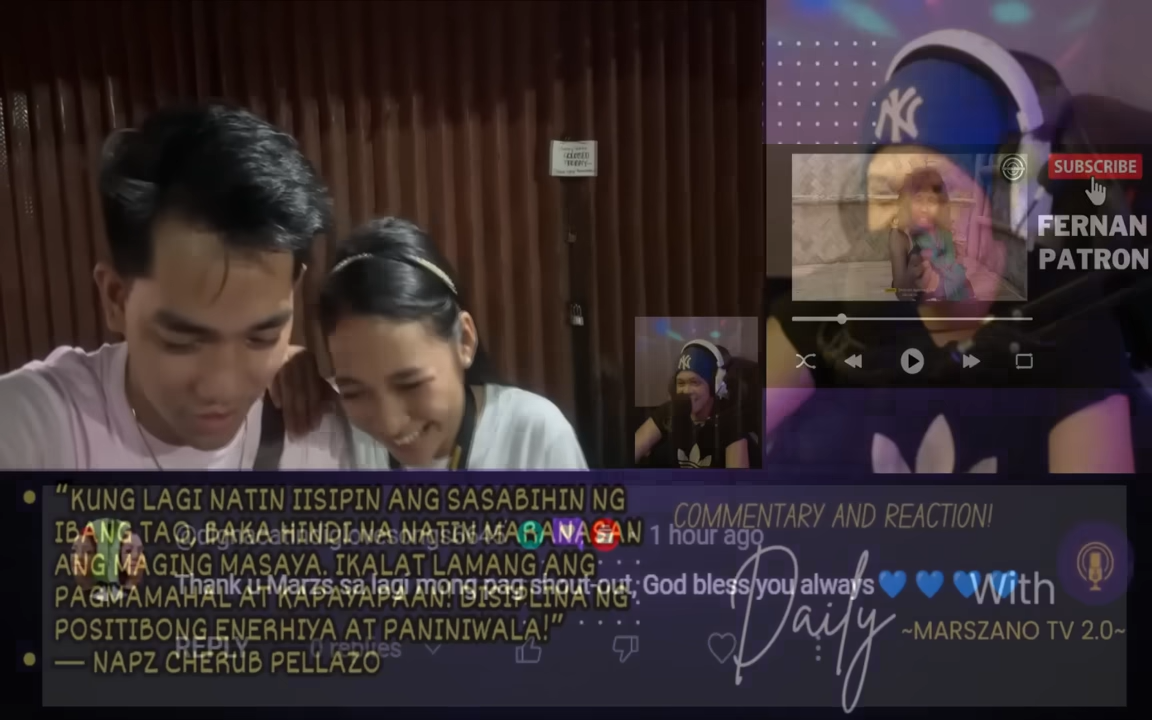 SUBSCRIBE
FERNAN
PATRON
“KUNG LAGI NATIN IISIPIN ANG SASABIHIN NG
IBANG TAO, BAKA HINDI NA NATIN MARANASAN
ANG MAGING MASAYA. IKALAT LAMANG ANG
PAGMAMAHAL AT KAPAYAPAAN! DISIPLINA NG
POSITIBONG ENERHIYA AT PANINIWALA!”
— NAPZ CHERUB PELLAZO
1 hour ago
Thank u Marzs sa lagi mong pag shout-out, God bless you always💙💙💙💙
REPLY
0 replies
COMMENTARY AND REACTION!
Daily
With
~MARSZANO TV 2.0~